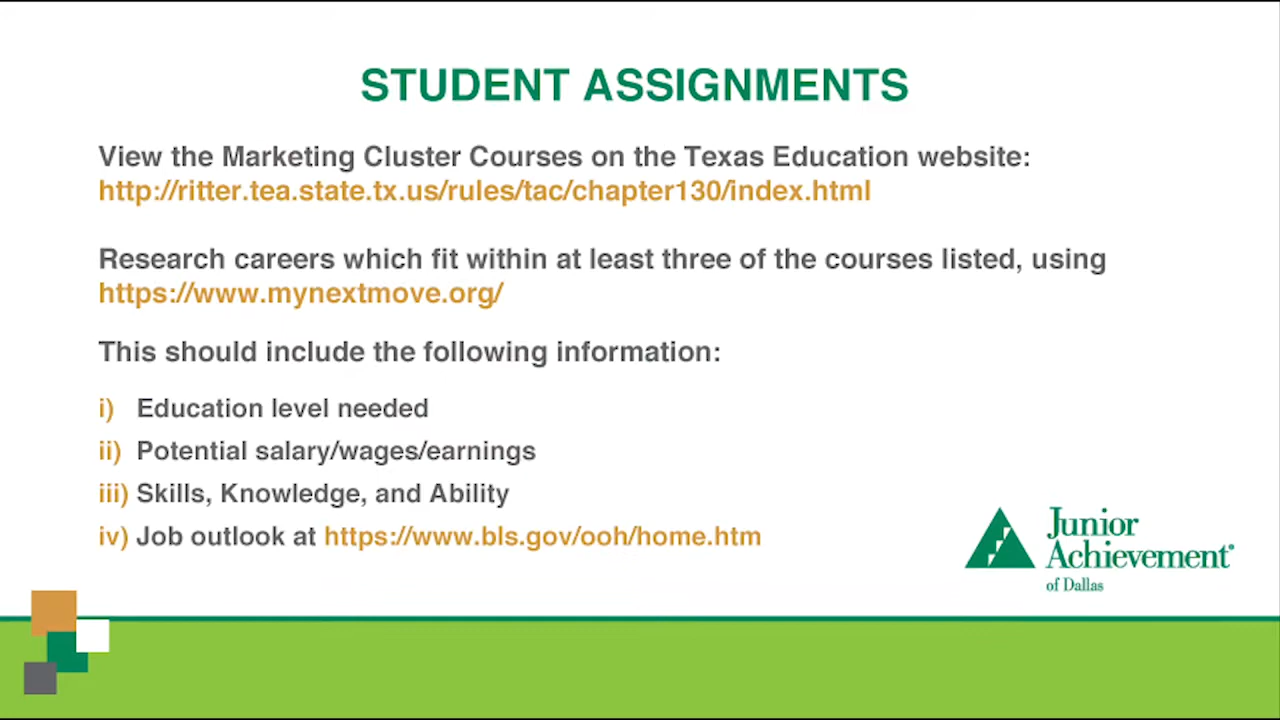 STUDENT ASSIGNMENTS
View the Marketing Cluster Courses on the Texas Education website:
http://ritter.tea.state.tx.us/rules/tac/chapter130/index.html
Research careers which fit within at least three of the courses listed, using
https://www.mynextmove.org/
This should include the following information:
i) Education level needed
ii) Potential salary/wages/earnings
iii) Skills, Knowledge, and Ability
iv) Job outlook at https://www.bls.gov/ooh/home.htm
Junior
Achievement®
of Dallas